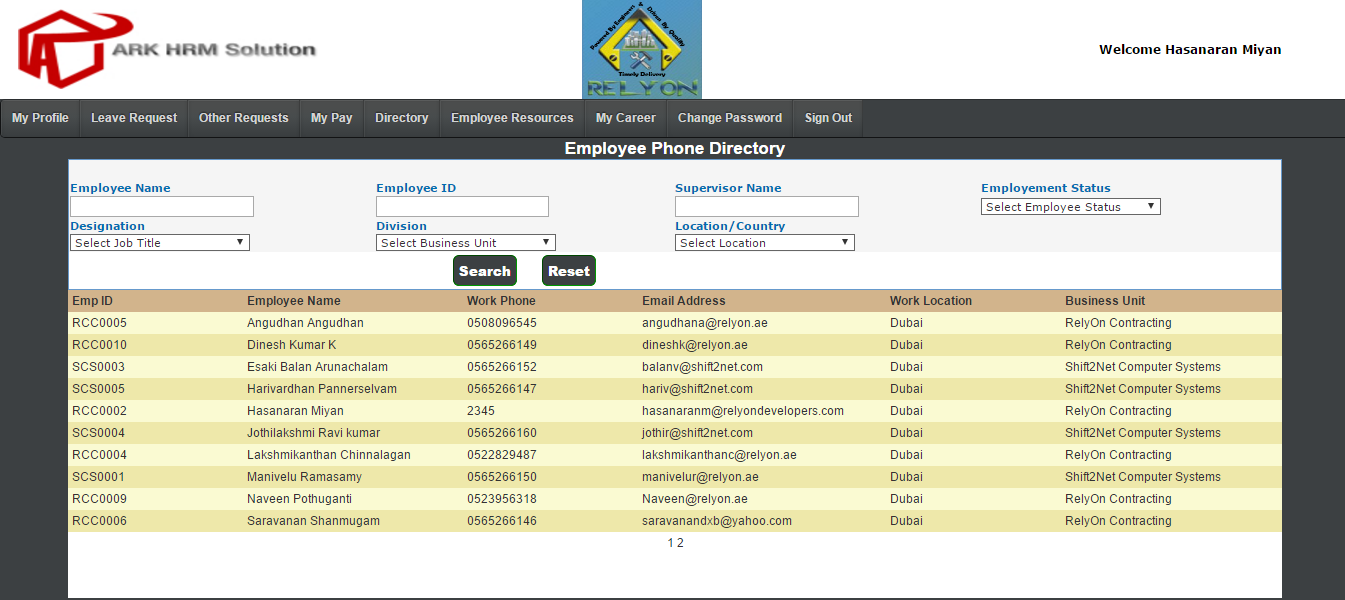 ARK HRM Solution
Powered By Engineers & Driven By Quality
Timely Delivery
RELYON
Welcome Hasanaran Miyan
My Profile Leave Request Other Requests My Pay Directory Employee Resources My Career Change Password Sign Out
Employee Phone Directory
Employee Name Employee ID Supervisor Name Employement Status
Select Employee Status
Designation Division Location/Country
Select Job Title Select Business Unit Select Location
Search Reset
Emp ID Employee Name Work Phone Email Address Work Location Business Unit
RCC0005 Angudhan Angudhan 0508096545 angudhana@relyon.ae Dubai RelyOn Contracting
RCC0010 Dinesh Kumar K 0565266149 dineshk@relyon.ae Dubai RelyOn Contracting
SCS0003 Esaki Balan Arunachalam 0565266152 balanv@shift2net.com Dubai Shift2Net Computer Systems
SCS0005 Harivardhan Pannerselvam 0565266147 hariv@shift2net.com Dubai Shift2Net Computer Systems
RCC0002 Hasanaran Miyan 2345 hasanaranm@relyondevelopers.com Dubai RelyOn Contracting
SCS0004 Jothilakshmi Ravi kumar 0565266160 jothir@shift2net.com Dubai Shift2Net Computer Systems
RCC0004 Lakshmikanthan Chinnalagan 0522829487 lakshmikanthanc@relyon.ae Dubai RelyOn Contracting
SCS0001 Manivelu Ramasamy 0565266150 manivelur@relyon.ae Dubai Shift2Net Computer Systems
RCC0009 Naveen Pothuganti 0523956318 Naveen@relyon.ae Dubai RelyOn Contracting
RCC0006 Saravanan Shanmugam 0565266146 saravanandxb@yahoo.com Dubai RelyOn Contracting
1 2